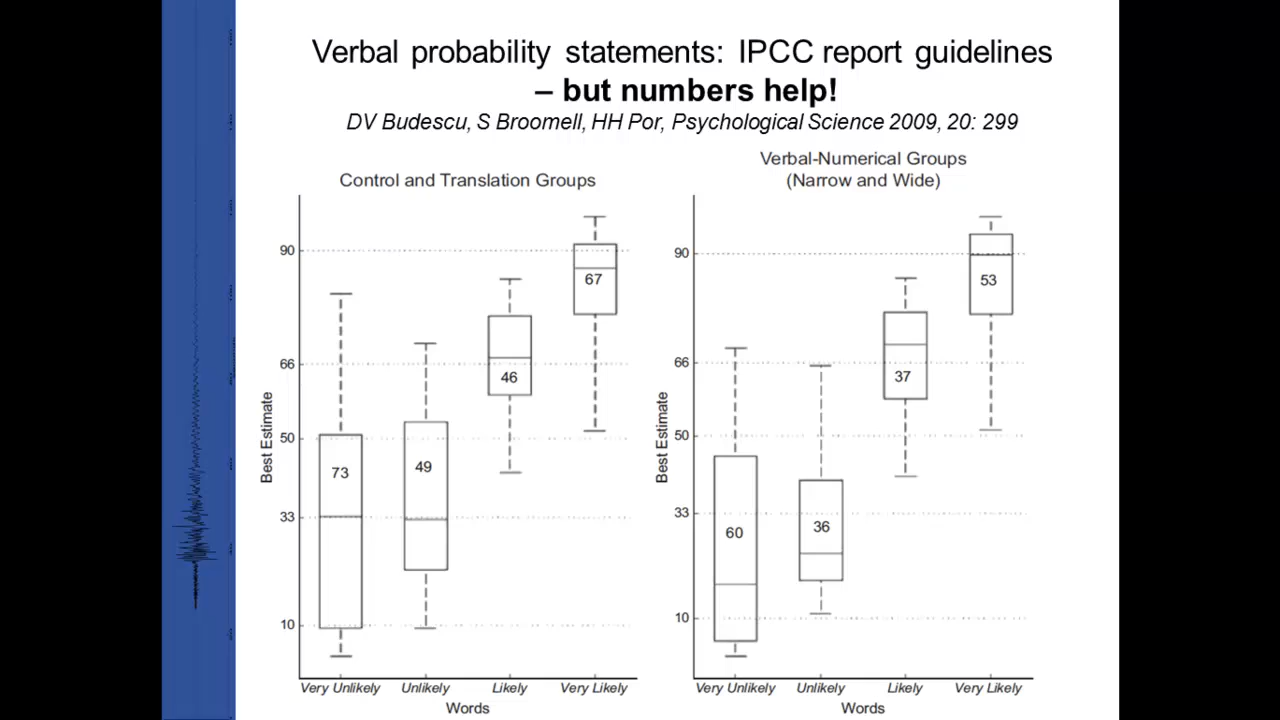 Verbal probability statements: IPCC report guidelines
– but numbers help!
DV Budescu, S Broomell, HH Por, Psychological Science 2009, 20: 299
Control and Translation Groups
Best Estimate
90
66
50
33
10
73
49
46
67
Very Unlikely
Unlikely
Likely
Very Likely
Words
Verbal-Numerical Groups
(Narrow and Wide)
Best Estimate
90
66
50
33
10
60
36
37
53
Very Unlikely
Unlikely
Likely
Very Likely
Words